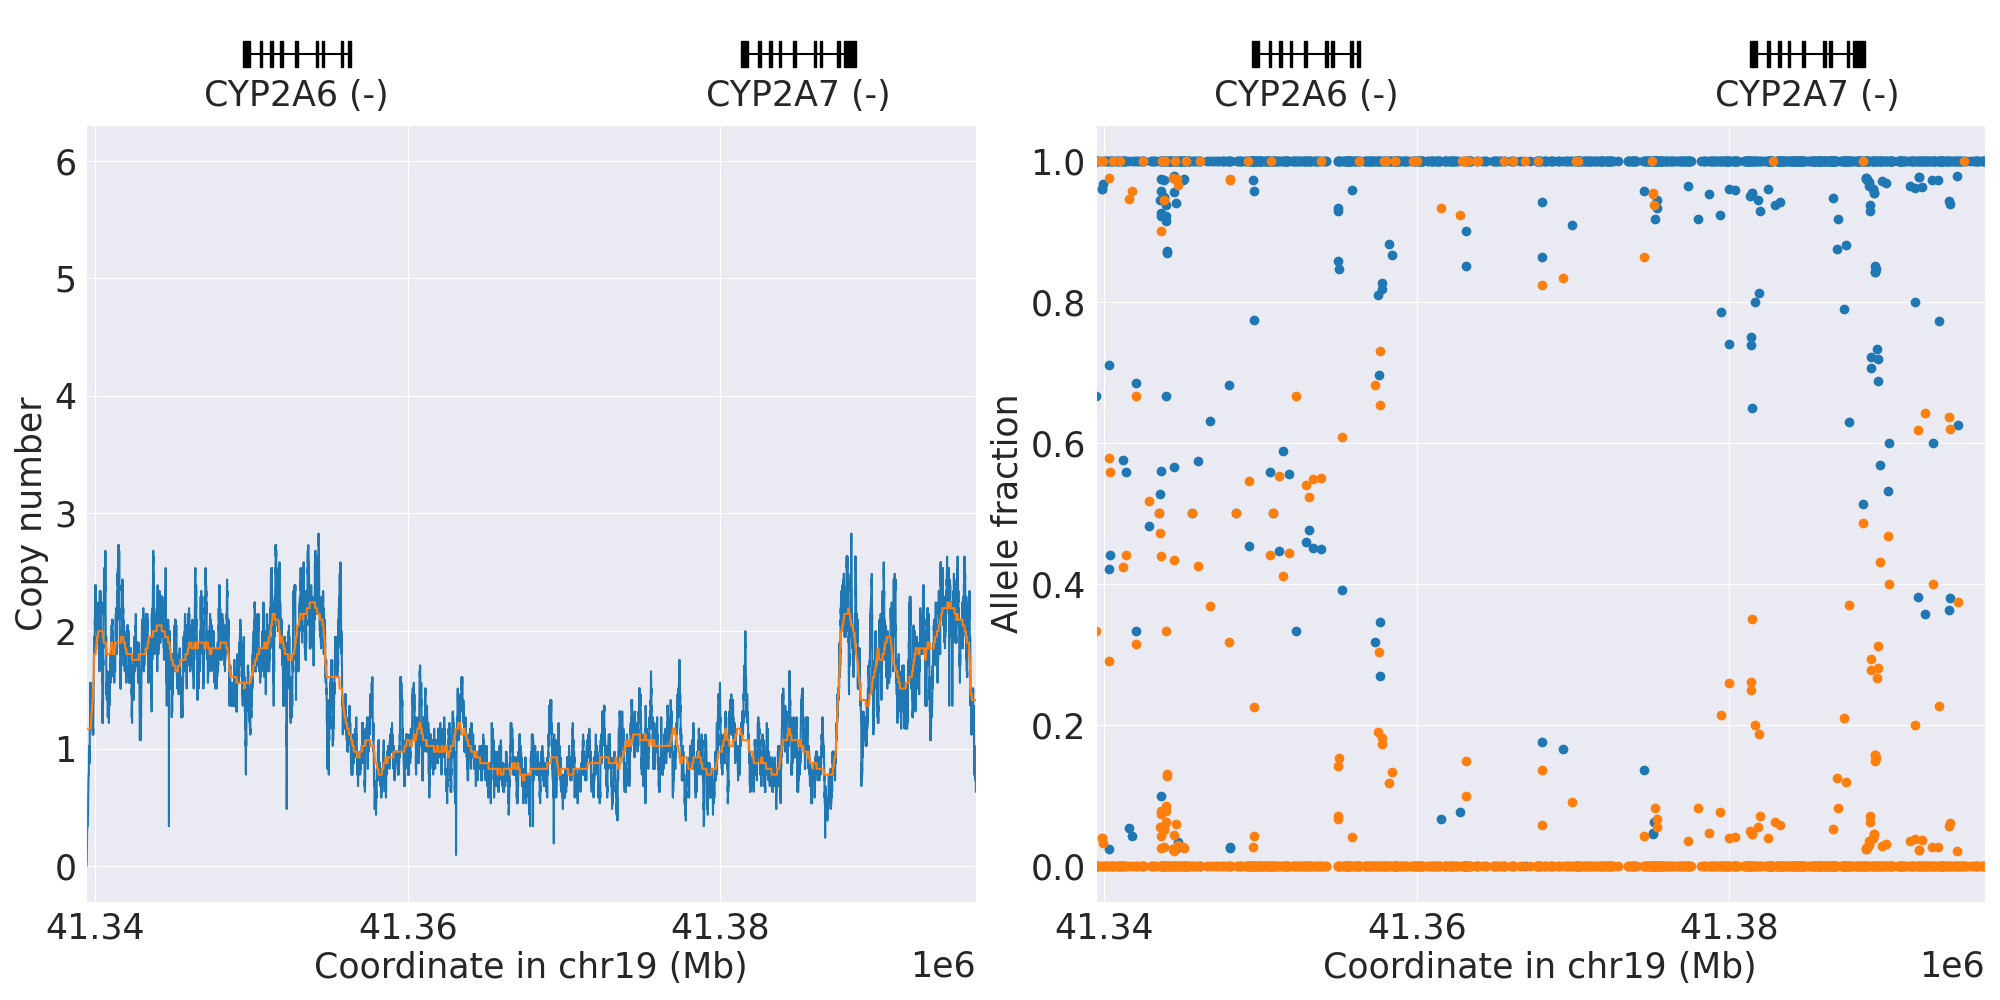 CYP2A6 (-)
CYP2A7 (-)
6
5
4
3
2
1
0
Copy number
41.34
41.36
41.38
Coordinate in chr19 (Mb)
1e6
CYP2A6 (-)
CYP2A7 (-)
1.0
0.8
0.6
0.4
0.2
0.0
Allele fraction
41.34
41.36
41.38
Coordinate in chr19 (Mb)
1e6